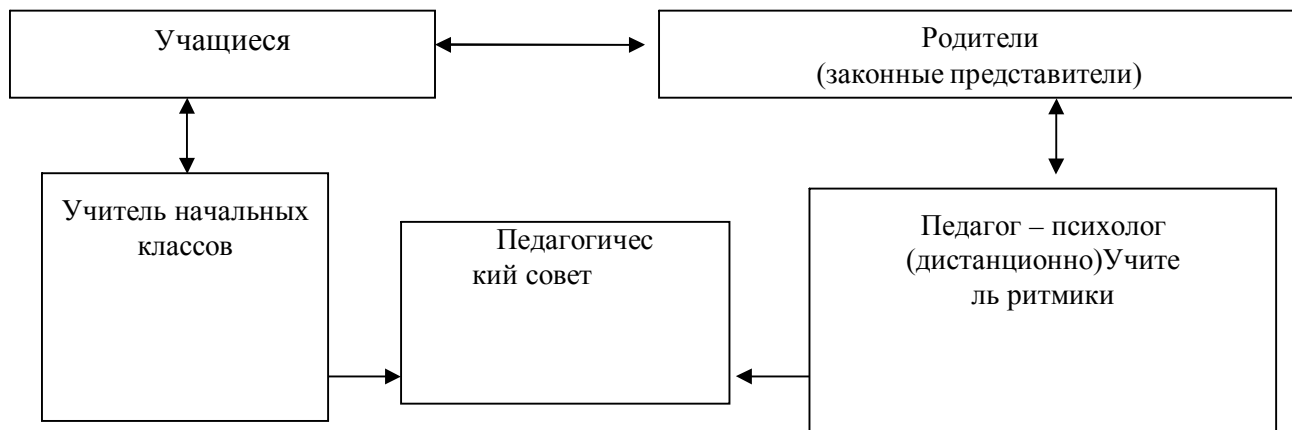 Учащиеся
Родители
(законные представители)
Учитель начальных
классов
Педагогичес
кий совет
Педагог – психолог
(дистанционно)Учите
ль ритмики